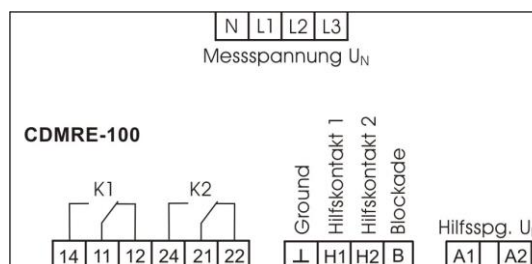 N L1 L2 L3
Messspannung UN
CDMRE-100
K1 K2
Ground
Hilfskontakt 1
Hilfskontakt 2
Blockade
Hilfsspg. U
14 11 12 24 21 22 ⊥ H1 H2 B A1 A2